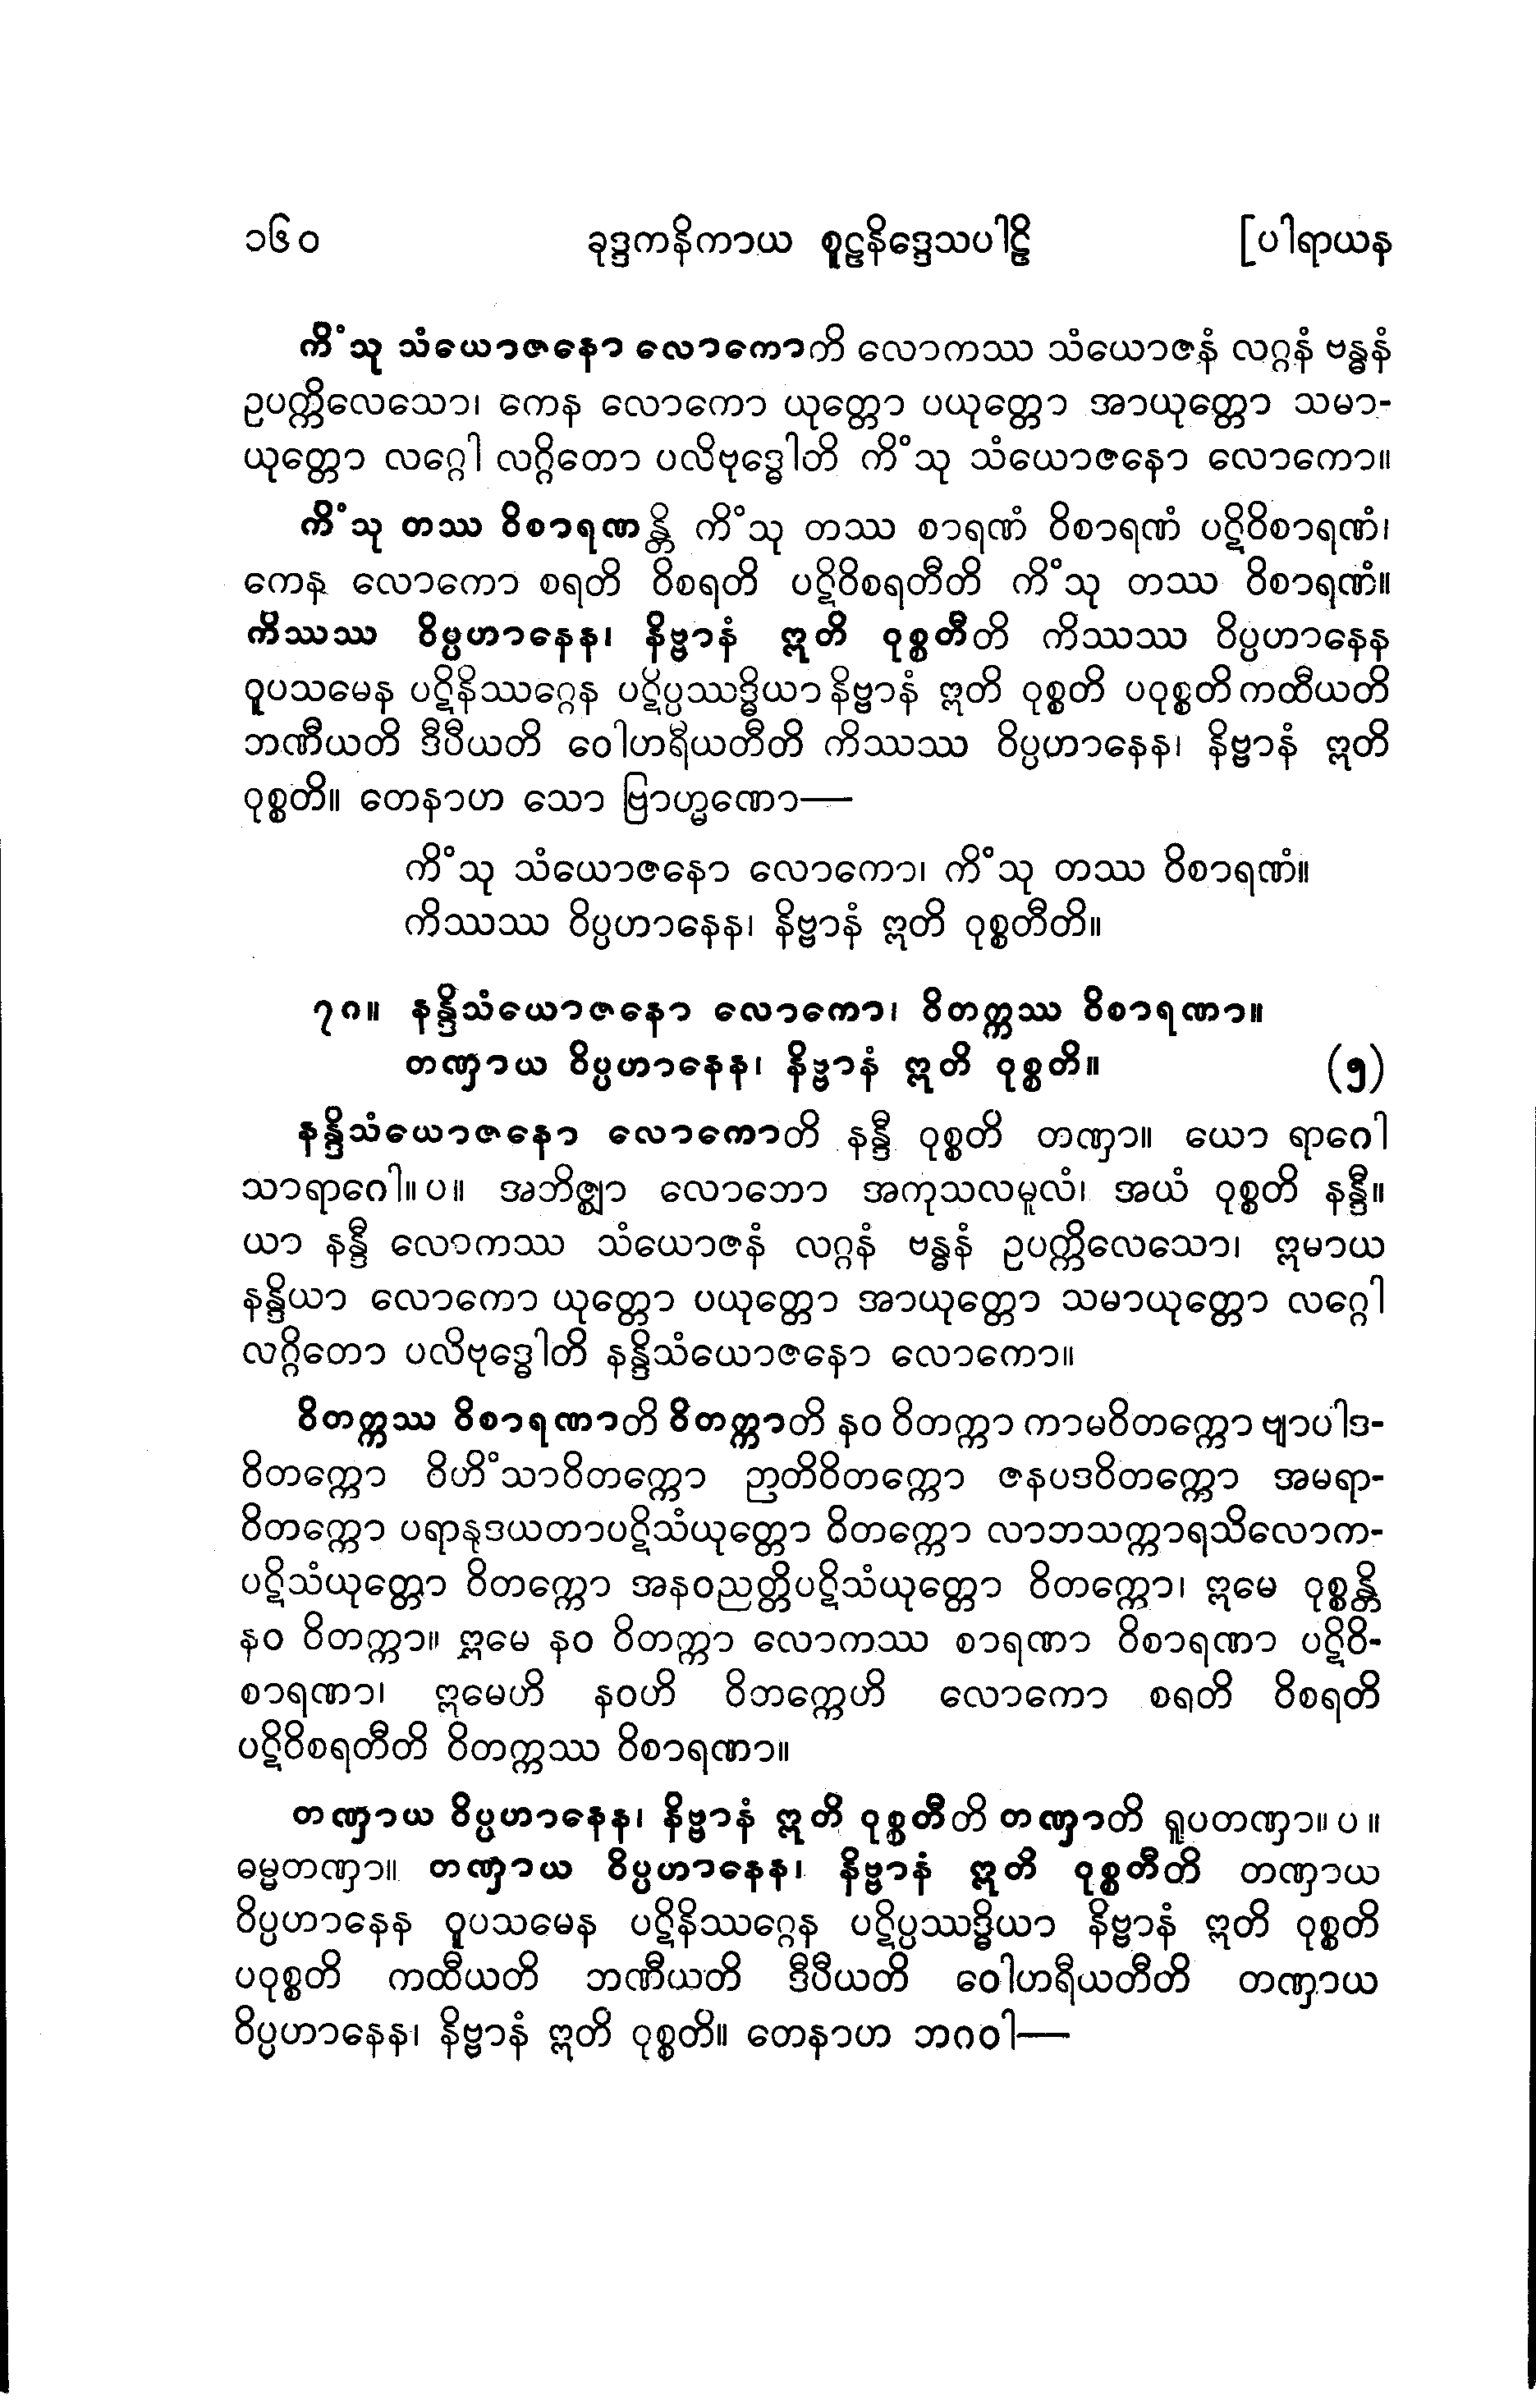 ၁၆၀ ခုဒ္ဒကနိကာယ စူဠနိဒ္ဒေသပါဠိ [ပါရာယန
ကိံသု သံယောဇနော လောကောကိ လောကဿ သံယောဇနံ လဂ္ဂနံ ဗန္ဓနံ
ဥပက္ကိလေသော၊ ကေန လောကော ယုတ္တော ပယုတ္တော အာယုတ္တော သမာ-
ယုတ္တော လဂ္ဂေါ လဂ္ဂိတော ပလိဗုဒ္ဓေါတိ ကိံသု သံယောဇနော လောကော။
ကိံသု တဿ ဝိစာရဏန္တိ ကိံသု တဿ စာရဏံ ဝိစာရဏံ ပဋိဝိစာရဏံ၊
ကေန လောကော စရတိ ဝိစရတိ ပဋိဝိစရတီတိ ကိံသု တဿ ဝိစာရဏံ။
ကိဿဿ ဝိပ္ပဟာနေန၊ နိဗ္ဗာနံ ဣတိ ဝုစ္စတီတိ ကိဿဿ ဝိပ္ပဟာနေန
ဝူပသမေန ပဋိနိဿဂ္ဂေန ပဋိပ္ပဿဒ္ဓိယာ နိဗ္ဗာနံ ဣတိ ဝုစ္စတိ ပဝုစ္စတိ ကထီယတိ
ဘဏီယတိ ဒီပီယတိ ဝေါဟရီယတီတိ ကိဿဿ ဝိပ္ပဟာနေန၊ နိဗ္ဗာနံ ဣတိ
ဝုစ္စတိ။ တေနာဟ သော ဗြာဟ္မဏော—
ကိံသု သံယောဇနော လောကော၊ ကိံသု တဿ ဝိစာရဏံ။
ကိဿဿ ဝိပ္ပဟာနေန၊ နိဗ္ဗာနံ ဣတိ ဝုစ္စတီတိ။
၇၈။ နန္ဒိသံယောဇနော လောကော၊ ဝိတက္ကဿ ဝိစာရဏာ။
တဏှာယ ဝိပ္ပဟာနေန၊ နိဗ္ဗာနံ ဣတိ ဝုစ္စတိ။ (၅)
နန္ဒိသံယောဇနော လောကောတိ နန္ဒီ ဝုစ္စတိ တဏှာ။ ယော ရာဂေါ
သာရာဂေါ။ပ။ အဘိဇ္ဈာ လောဘော အကုသလမူလံ၊ အယံ ဝုစ္စတိ နန္ဒီ။
ယာ နန္ဒီ လောကဿ သံယောဇနံ လဂ္ဂနံ ဗန္ဓနံ ဥပက္ကိလေသော၊ ဣမာယ
နန္ဒိယာ လောကော ယုတ္တော ပယုတ္တော အာယုတ္တော သမာယုတ္တော လဂ္ဂေါ
လဂ္ဂိတော ပလိဗုဒ္ဓေါတိ နန္ဒိသံယောဇနော လောကော။
ဝိတက္ကဿ ဝိစာရဏာတိ ဝိတက္ကာတိ နဝ ဝိတက္ကာ ကာမဝိတက္ကော ဗျာပါဒ-
ဝိတက္ကော ဝိဟိံသာဝိတက္ကော ဉာတိဝိတက္ကော ဇနပဒဝိတက္ကော အမရာ-
ဝိတက္ကော ပရာနုဒယတာပဋိသံယုတ္တော ဝိတက္ကော လာဘသက္ကာရသိလောက-
ပဋိသံယုတ္တော ဝိတက္ကော အနဝညတ္တိပဋိသံယုတ္တော ဝိတက္ကော၊ ဣမေ ဝုစ္စန္တိ
နဝ ဝိတက္ကာ။ ဣမေ နဝ ဝိတက္ကာ လောကဿ စာရဏာ ဝိစာရဏာ ပဋိဝိ-
စာရဏာ၊ ဣမေဟိ နဝဟိ ဝိဘက္ကေဟိ လောကော စရတိ ဝိစရတိ
ပဋိဝိစရတီတိ ဝိတက္ကဿ ဝိစာရဏာ။
တဏှာယ ဝိပ္ပဟာနေန၊ နိဗ္ဗာနံ ဣတိ ဝုစ္စတီတိ တဏှာတိ ရူပတဏှာ။ပ။
ဓမ္မတဏှာ။ တဏှာယ ဝိပ္ပဟာနေန၊ နိဗ္ဗာနံ ဣတိ ဝုစ္စတီတိ တဏှာယ
ဝိပ္ပဟာနေန ဝူပသမေန ပဋိနိဿဂ္ဂေန ပဋိပ္ပဿဒ္ဓိယာ နိဗ္ဗာနံ ဣတိ ဝုစ္စတိ
ပဝုစ္စတိ ကထီယတိ ဘဏီယတိ ဒီပီယတိ ဝေါဟရီယတီတိ တဏှာယ
ဝိပ္ပဟာနေန၊ နိဗ္ဗာနံ ဣတိ ဝုစ္စတိ။ တေနာဟ ဘဂဝါ—